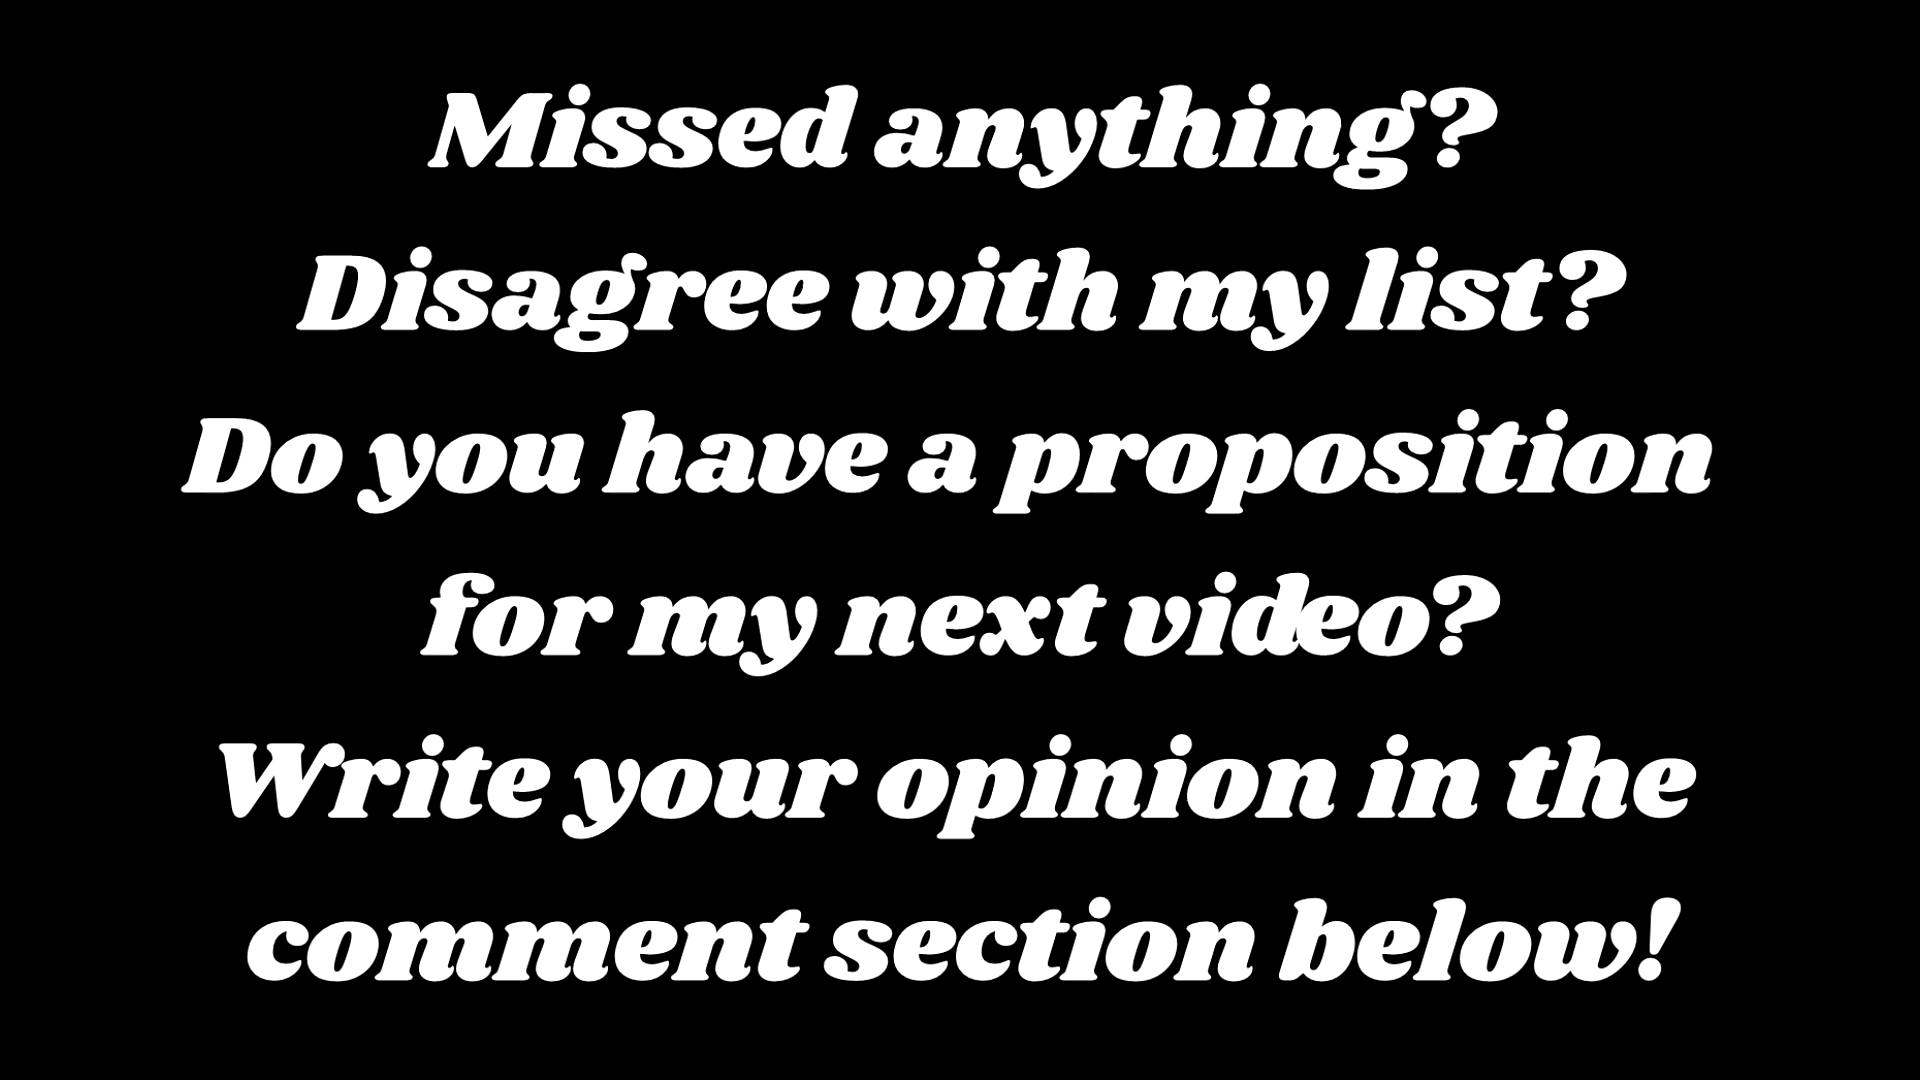 Missed anything?
Disagree with my list?
Do you have a proposition
for my next video?
Write your opinion in the
comment section below!